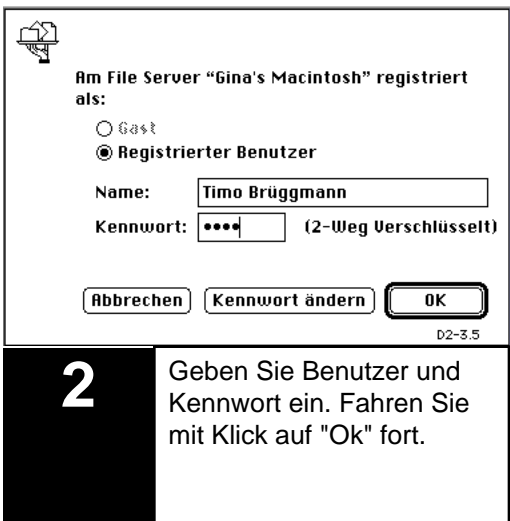 Am File Server “Gina's Macintosh” registriert
als:
Gast
Registrierter Benutzer
Name: Timo Brüggmann
Kennwort: •••• (2-Weg Verschlüsselt)
Abbrechen Kennwort ändern OK
D2-3.5
2
Geben Sie Benutzer und
Kennwort ein. Fahren Sie
mit Klick auf "Ok" fort.